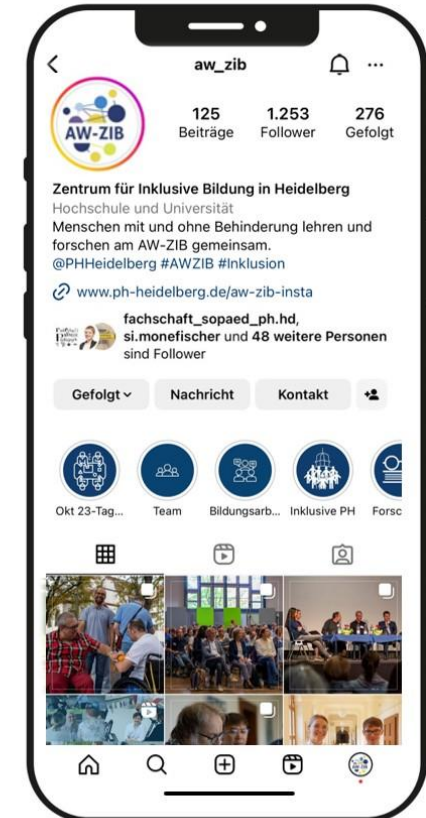 aw_zib
AW-ZIB
125 1.253 276
Beiträge Follower Gefolgt
Zentrum für Inklusive Bildung in Heidelberg
Hochschule und Universität
Menschen mit und ohne Behinderung lehren und
forschen am AW-ZIB gemeinsam.
@PHHeidelberg #AWZIB #Inklusion
www.ph-heidelberg.de/aw-zib-insta
fachschaft_sopaed_ph.hd,
si.monefischer und 48 weitere Personen
sind Follower
Gefolgt Nachricht Kontakt
Okt 23-Tag... Team Bildungsarb... Inklusive PH Forsc